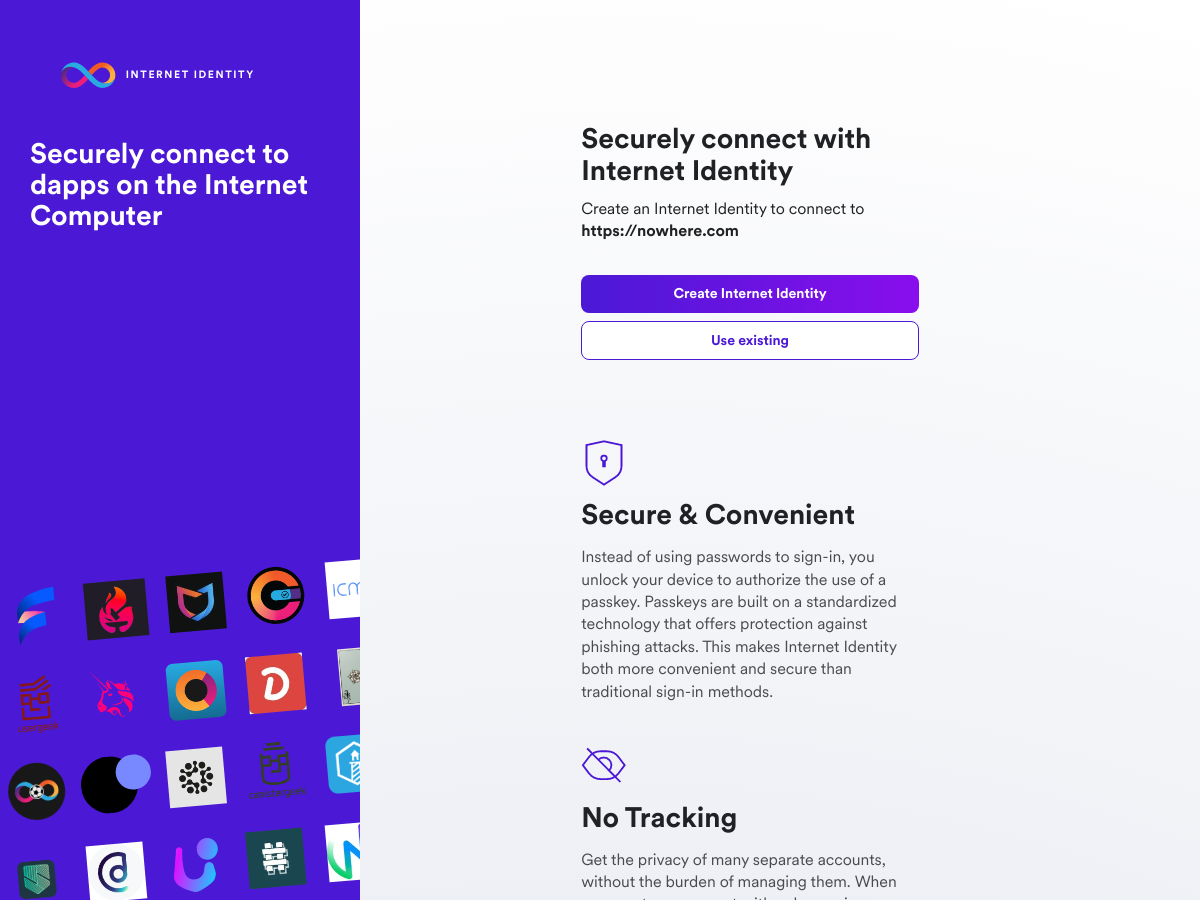 INTERNET IDENTITY
Securely connect to
dapps on the Internet
Computer
Securely connect with
Internet Identity
Create an Internet Identity to connect to
https://nowhere.com
Create Internet Identity
Use existing
Secure & Convenient
Instead of using passwords to sign-in, you
unlock your device to authorize the use of a
passkey. Passkeys are built on a standardized
technology that offers protection against
phishing attacks. This makes Internet Identity
both more convenient and secure than
traditional sign-in methods.
No Tracking
Get the privacy of many separate accounts,
without the burden of managing them. When